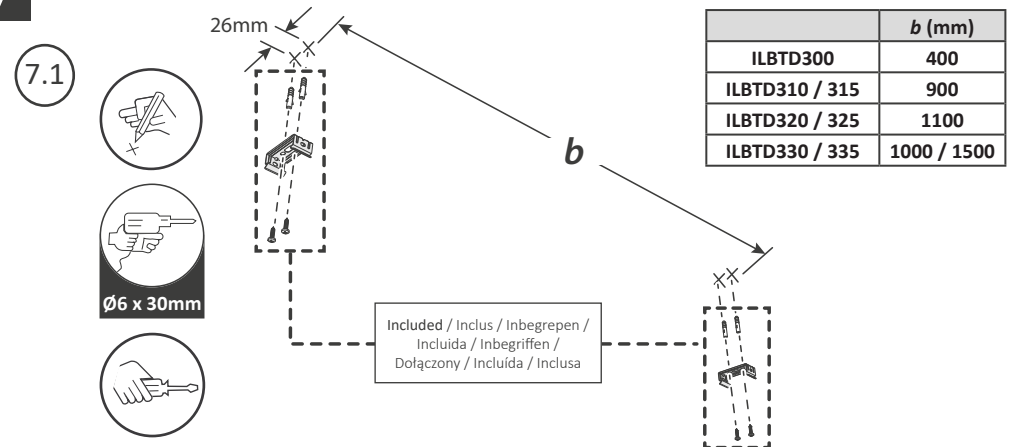 7.1
26mm
b
b (mm)
ILBTD300 400
ILBTD310 / 315 900
ILBTD320 / 325 1100
ILBTD330 / 335 1000 / 1500
Ø6 x 30mm
Included / Inclus / Inbegrepen /
Incluida / Inbegriffen /
Dołączony / Incluída / Inclusa